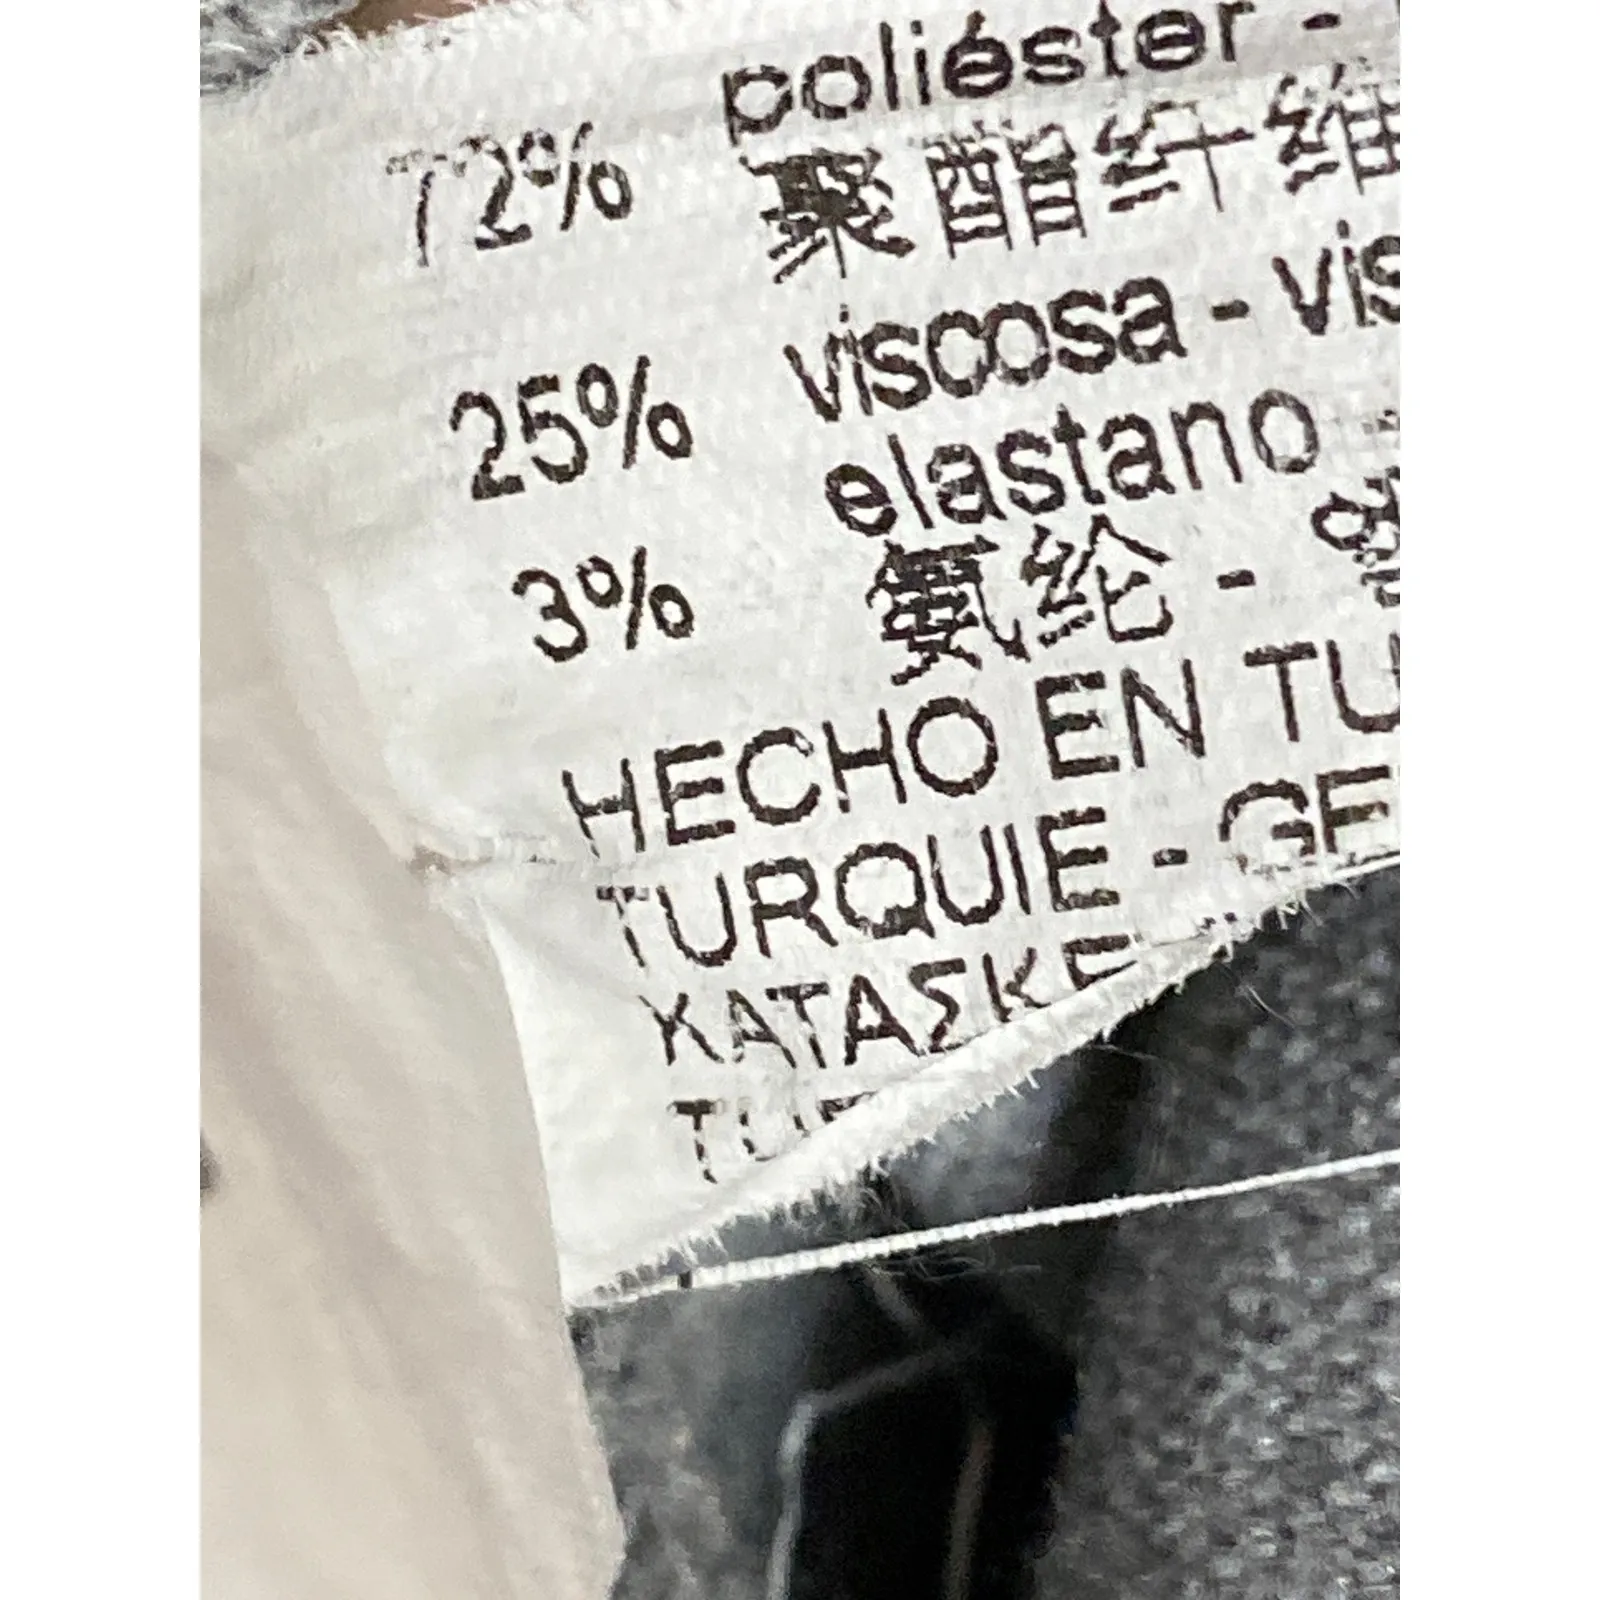 poliéster -
72% 聚酯纤维
25% viscosa - vis
elastano -
3% 氨纶 -
HECHO EN TU
TURQUIE - GE
ΚΑΤΑΣΚΕ